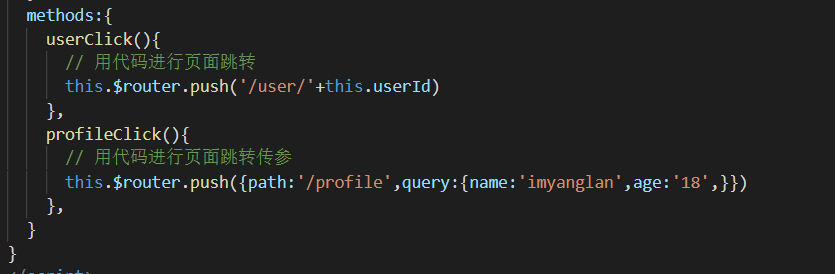 methods:{
userClick(){
// 用代码进行页面跳转
this.$router.push('/user/'+this.userId)
},
profileClick(){
// 用代码进行页面跳转传参
this.$router.push({path:'/profile',query:{name:'imyanglan',age:'18',}})
},
}
}
</script>